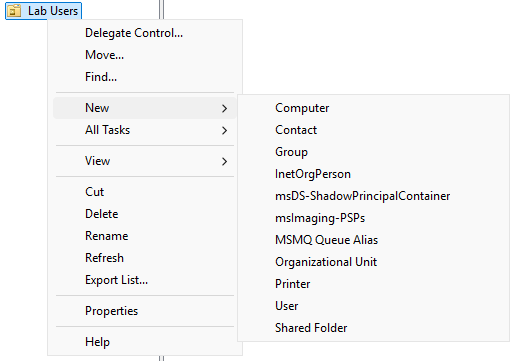 Lab Users
Delegate Control...
Move...
Find...
New
All Tasks
View
Cut
Delete
Rename
Refresh
Export List...
Properties
Help
Computer
Contact
Group
InetOrgPerson
msDS-ShadowPrincipalContainer
msImaging-PSPs
MSMQ Queue Alias
Organizational Unit
Printer
User
Shared Folder